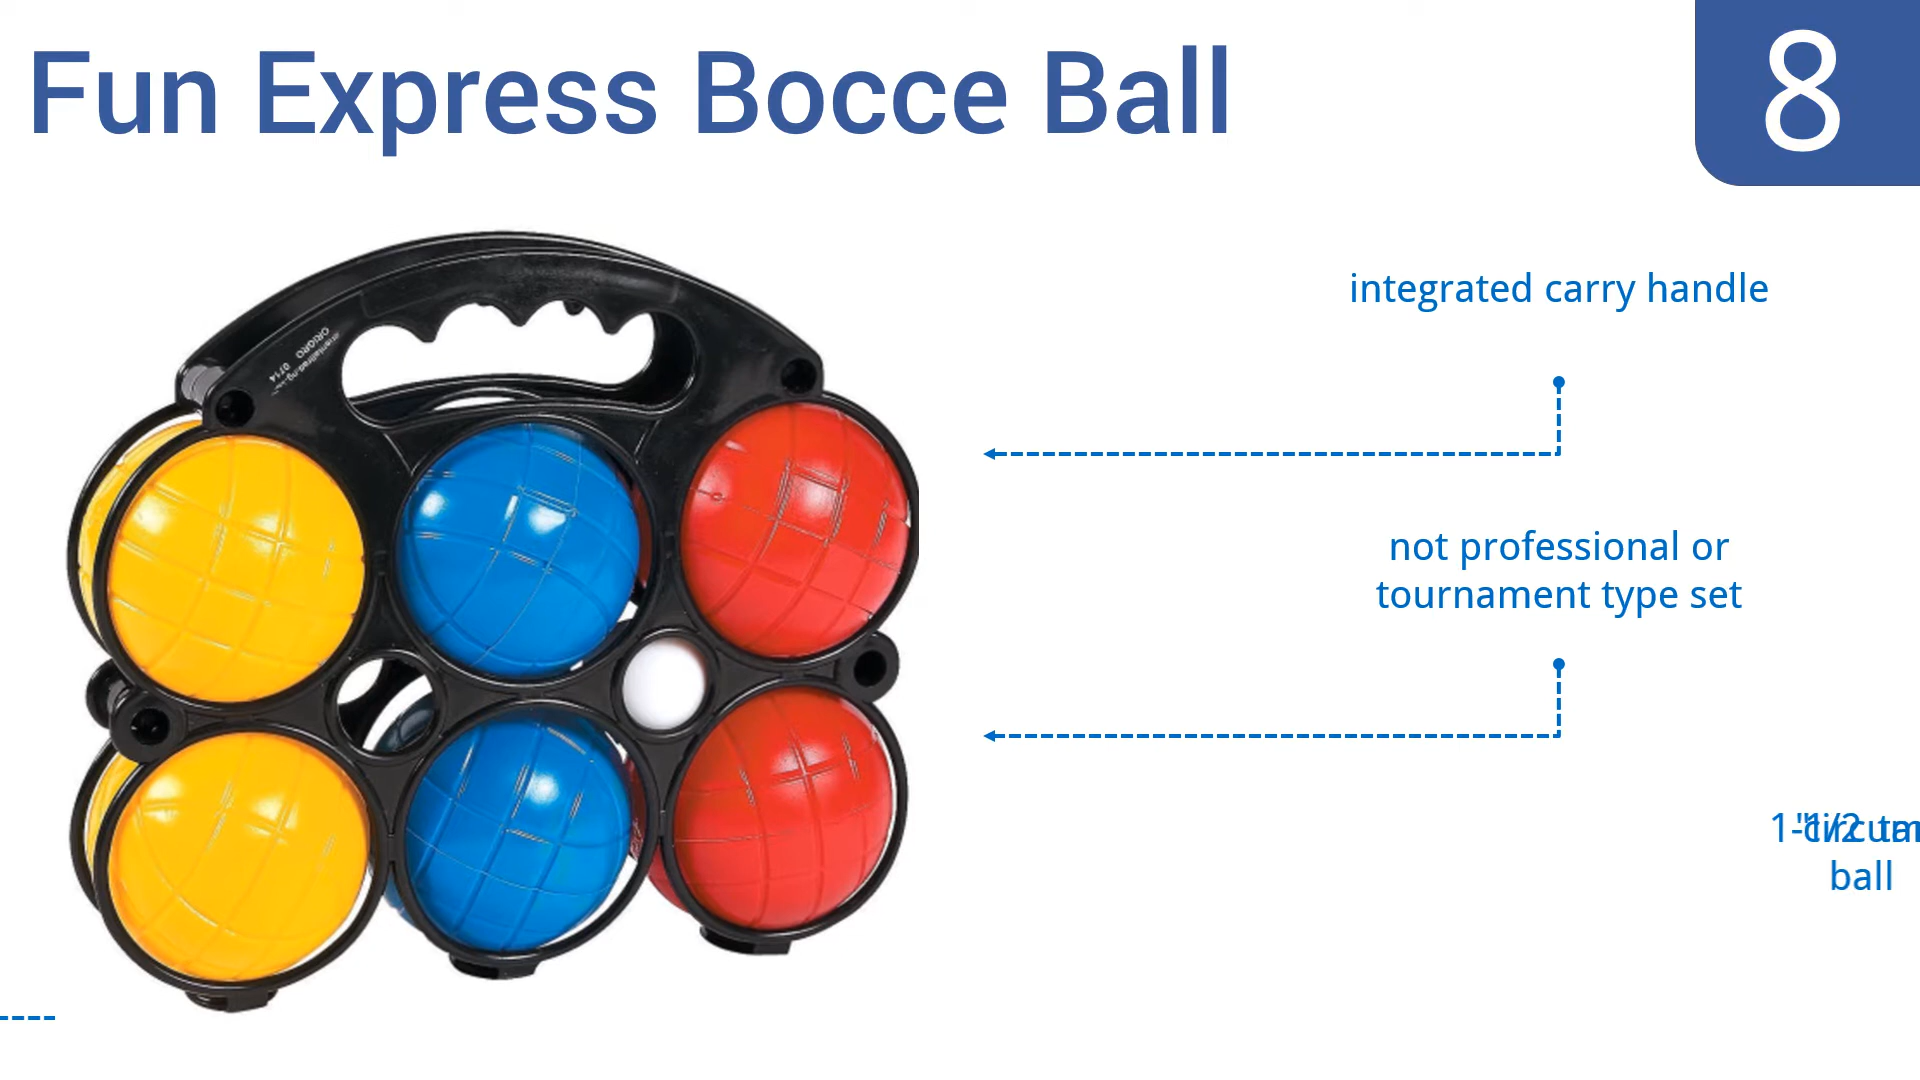 Fun Express Bocce Ball
8
integrated carry handle
not professional or
tournament type set
ball